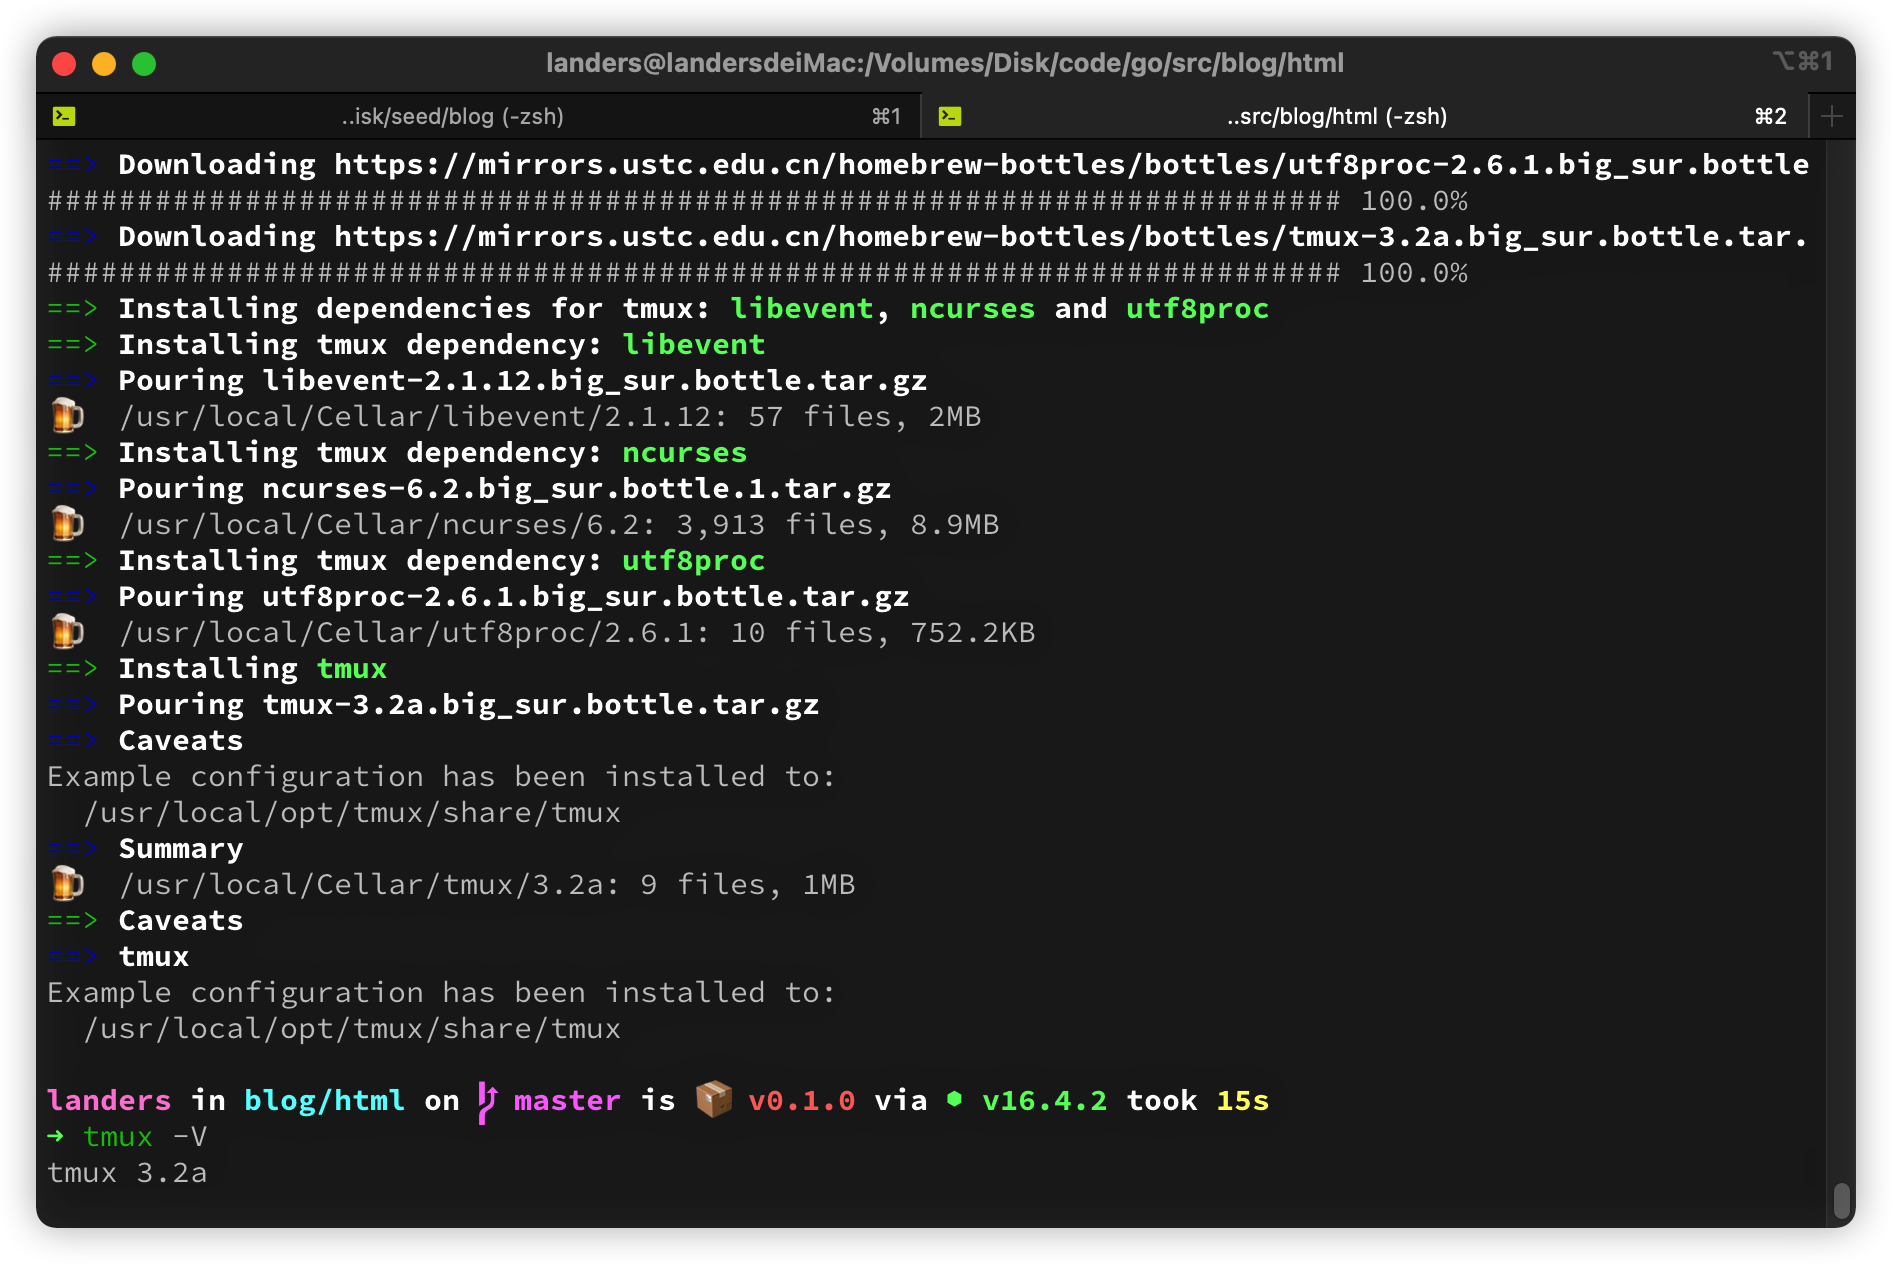 landers@landersdeiMac:/Volumes/Disk/code/go/src/blog/html ⌥⌘1
..isk/seed/blog (-zsh) ⌘1 ..src/blog/html (-zsh) ⌘2
==> Downloading https://mirrors.ustc.edu.cn/homebrew-bottles/bottles/utf8proc-2.6.1.big_sur.bottle
######################################################################## 100.0%
==> Downloading https://mirrors.ustc.edu.cn/homebrew-bottles/bottles/tmux-3.2a.big_sur.bottle.tar.
######################################################################## 100.0%
==> Installing dependencies for tmux: libevent, ncurses and utf8proc
==> Installing tmux dependency: libevent
==> Pouring libevent-2.1.12.big_sur.bottle.tar.gz
🍺 /usr/local/Cellar/libevent/2.1.12: 57 files, 2MB
==> Installing tmux dependency: ncurses
==> Pouring ncurses-6.2.big_sur.bottle.1.tar.gz
🍺 /usr/local/Cellar/ncurses/6.2: 3,913 files, 8.9MB
==> Installing tmux dependency: utf8proc
==> Pouring utf8proc-2.6.1.big_sur.bottle.tar.gz
🍺 /usr/local/Cellar/utf8proc/2.6.1: 10 files, 752.2KB
==> Installing tmux
==> Pouring tmux-3.2a.big_sur.bottle.tar.gz
==> Caveats
Example configuration has been installed to:
/usr/local/opt/tmux/share/tmux
==> Summary
🍺 /usr/local/Cellar/tmux/3.2a: 9 files, 1MB
==> Caveats
==> tmux
Example configuration has been installed to:
/usr/local/opt/tmux/share/tmux
landers in blog/html on master is 📦 v0.1.0 via ⬢ v16.4.2 took 15s
➜ tmux -V
tmux 3.2a